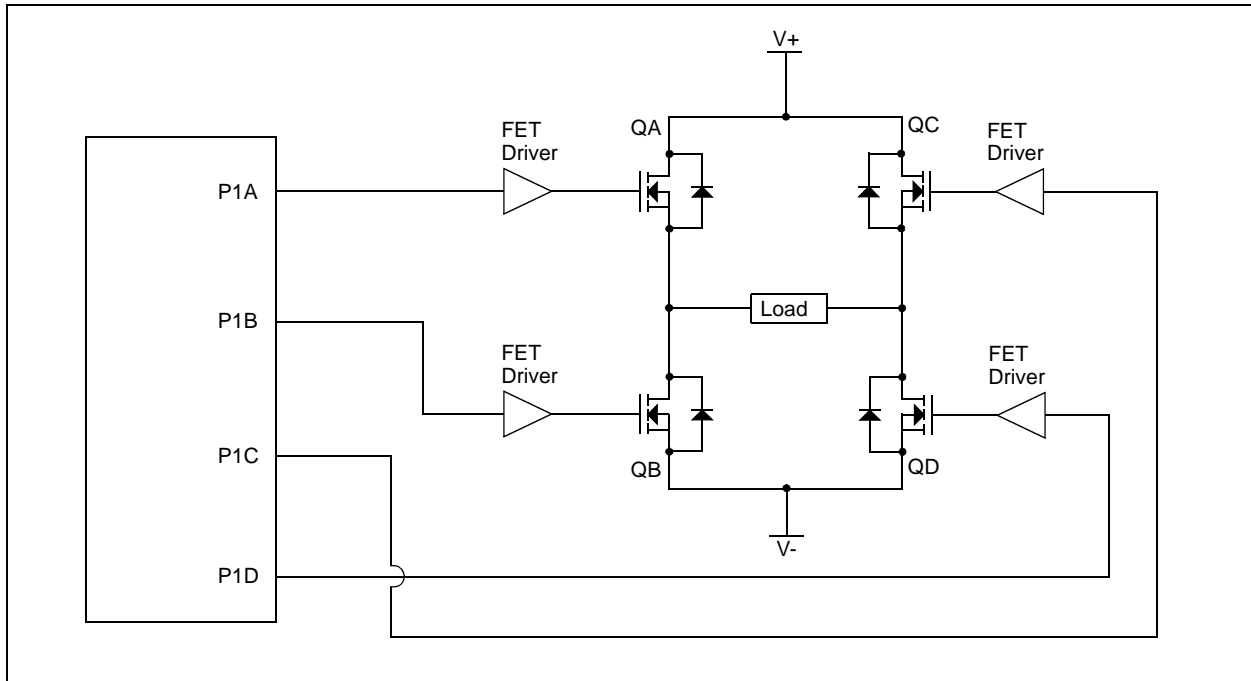 V+
FET
Driver
QA
QC
FET
Driver
P1A
P1B
Load
FET
Driver
FET
Driver
P1C
QB
QD
V-
P1D